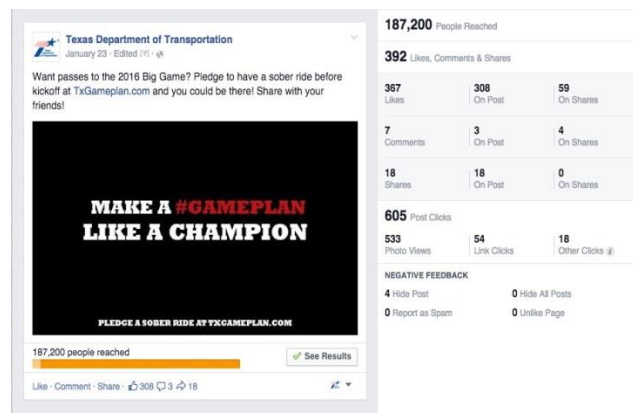 Texas Department of Transportation
January 23 · Edited
Want passes to the 2016 Big Game? Pledge to have a sober ride before
kickoff at TxGameplan.com and you could be there! Share with your
friends!
MAKE A #GAMEPLAN
LIKE A CHAMPION
PLEDGE A SOBER RIDE AT TXGAMEPLAN.COM
187,200 people reached
See Results
Like · Comment · Share · 308 3 18
187,200 People Reached
392 Likes, Comments & Shares
367 308 59
Likes On Post On Shares
7 3 4
Comments On Post On Shares
18 18 0
Shares On Post On Shares
605 Post Clicks
533 54 18
Photo Views Link Clicks Other Clicks
NEGATIVE FEEDBACK
4 Hide Post 0 Hide All Posts
0 Report as Spam 0 Unlike Page